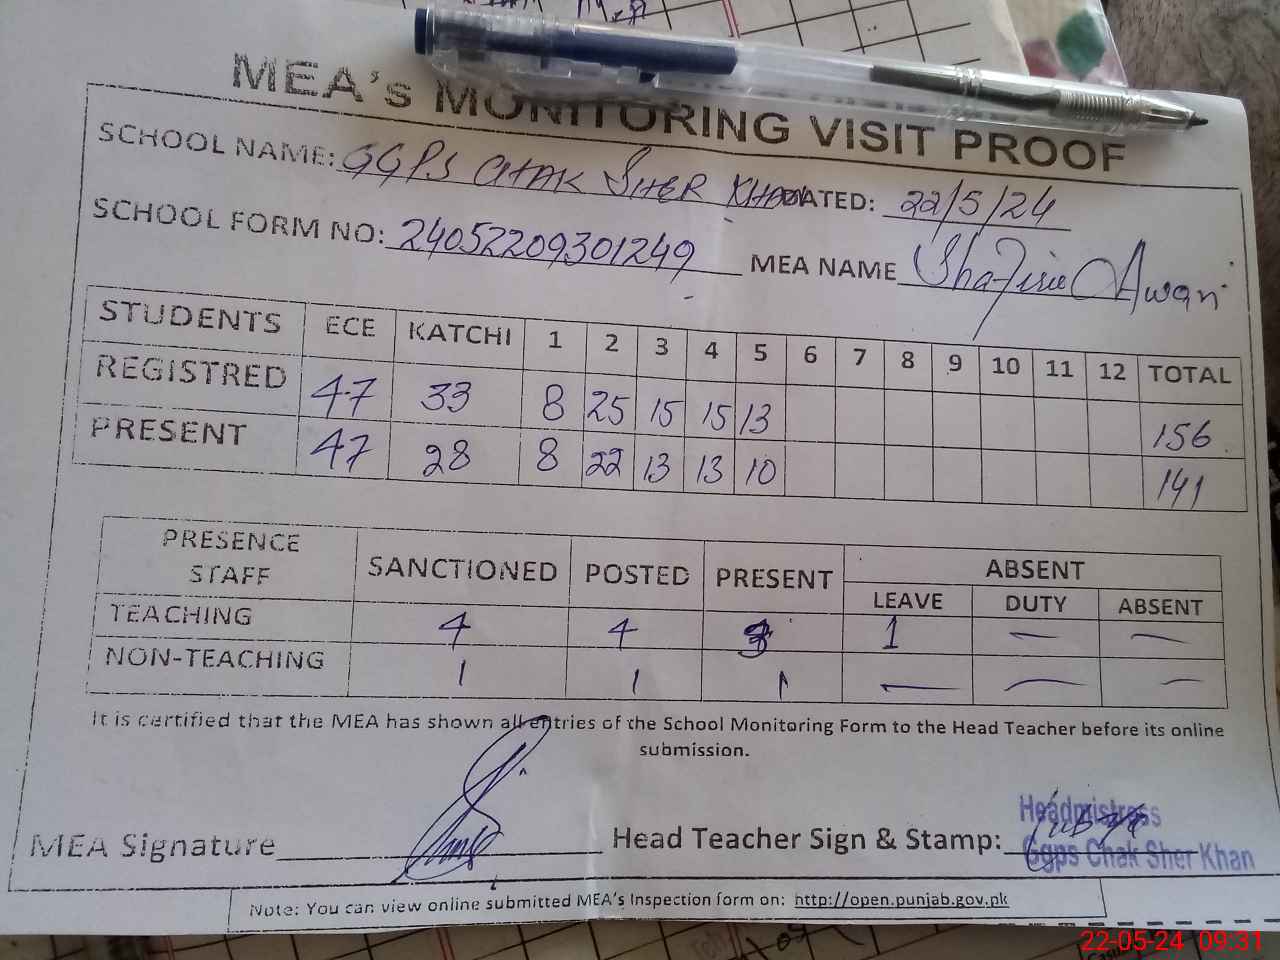 MEA's MONITORING VISIT PROOF
SCHOOL NAME: GGPS CHAK SHER KHAN DATED: 22/5/24
SCHOOL FORM NO: 24052209301249 MEA NAME Awan
STUDENTS ECE KATCHI 1 2 3 4 5 6 7 8 9 10 11 12 TOTAL
REGISTRED 47 33 8 25 15 15 13 156
PRESENT 47 28 8 22 13 13 10 141
PRESENCE STAFF SANCTIONED POSTED PRESENT ABSENT
LEAVE DUTY ABSENT
TEACHING 4 4 3 1 — —
NON-TEACHING 1 1 1 — — —
It is certified that the MEA has shown all entries of the School Monitoring Form to the Head Teacher before its online
submission.
MEA Signature Head Teacher Sign & Stamp:
Headmistress
Ggps Chak Sher Khan
Note: You can view online submitted MEA's Inspection form on: http://open.punjab.gov.pk
22-05-24 09:31